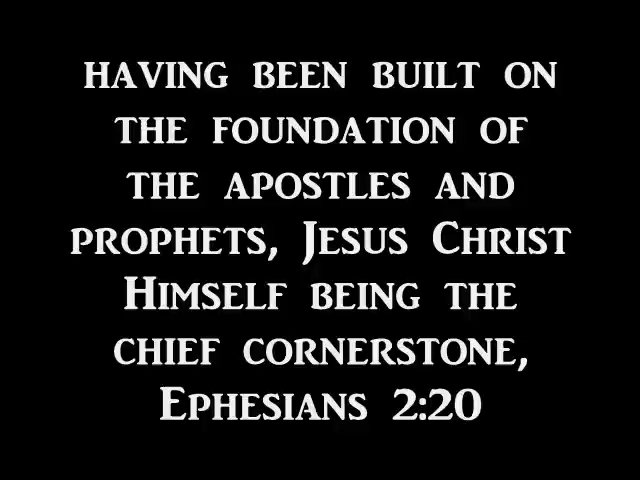 having been built on
the foundation of
the apostles and
prophets, Jesus Christ
Himself being the
chief cornerstone,
Ephesians 2:20